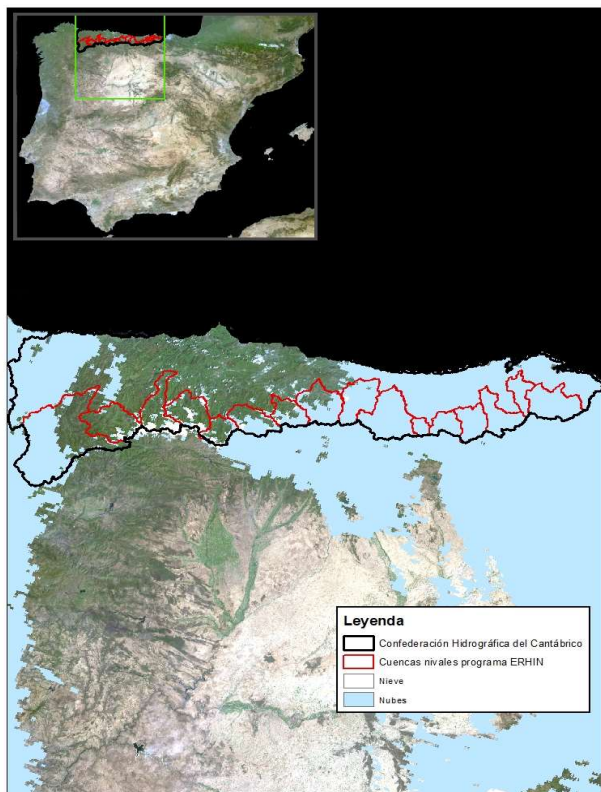 Leyenda
Confederación Hidrográfica del Cantábrico
Cuencas nivales programa ERHIN
Nieve
Nubes